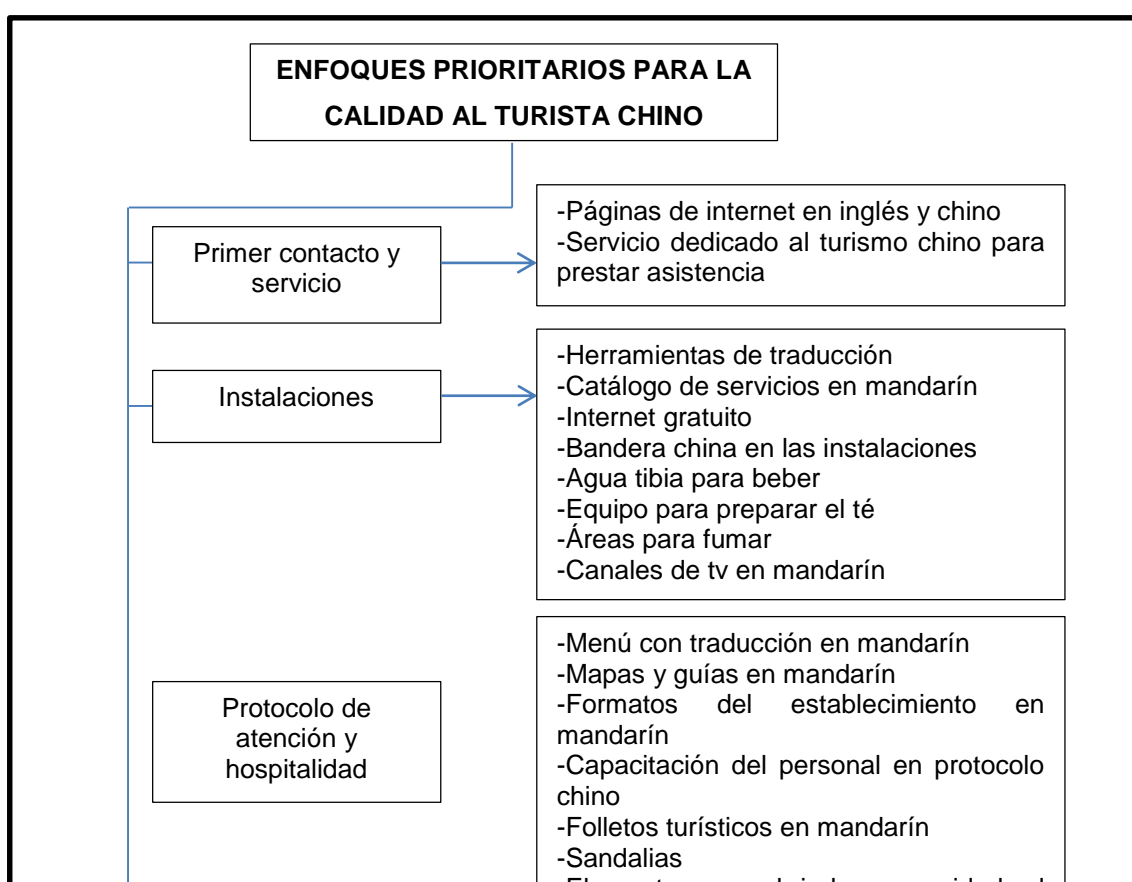 ENFOQUES PRIORITARIOS PARA LA
CALIDAD AL TURISTA CHINO
Primer contacto y
servicio
-Páginas de internet en inglés y chino
-Servicio dedicado al turismo chino para
prestar asistencia
Instalaciones
-Herramientas de traducción
-Catálogo de servicios en mandarín
-Internet gratuito
-Bandera china en las instalaciones
-Agua tibia para beber
-Equipo para preparar el té
-Áreas para fumar
-Canales de tv en mandarín
Protocolo de
atención y
hospitalidad
-Menú con traducción en mandarín
-Mapas y guías en mandarín
-Formatos del establecimiento en
mandarín
-Capacitación del personal en protocolo
chino
-Folletos turísticos en mandarín
-Sandalias